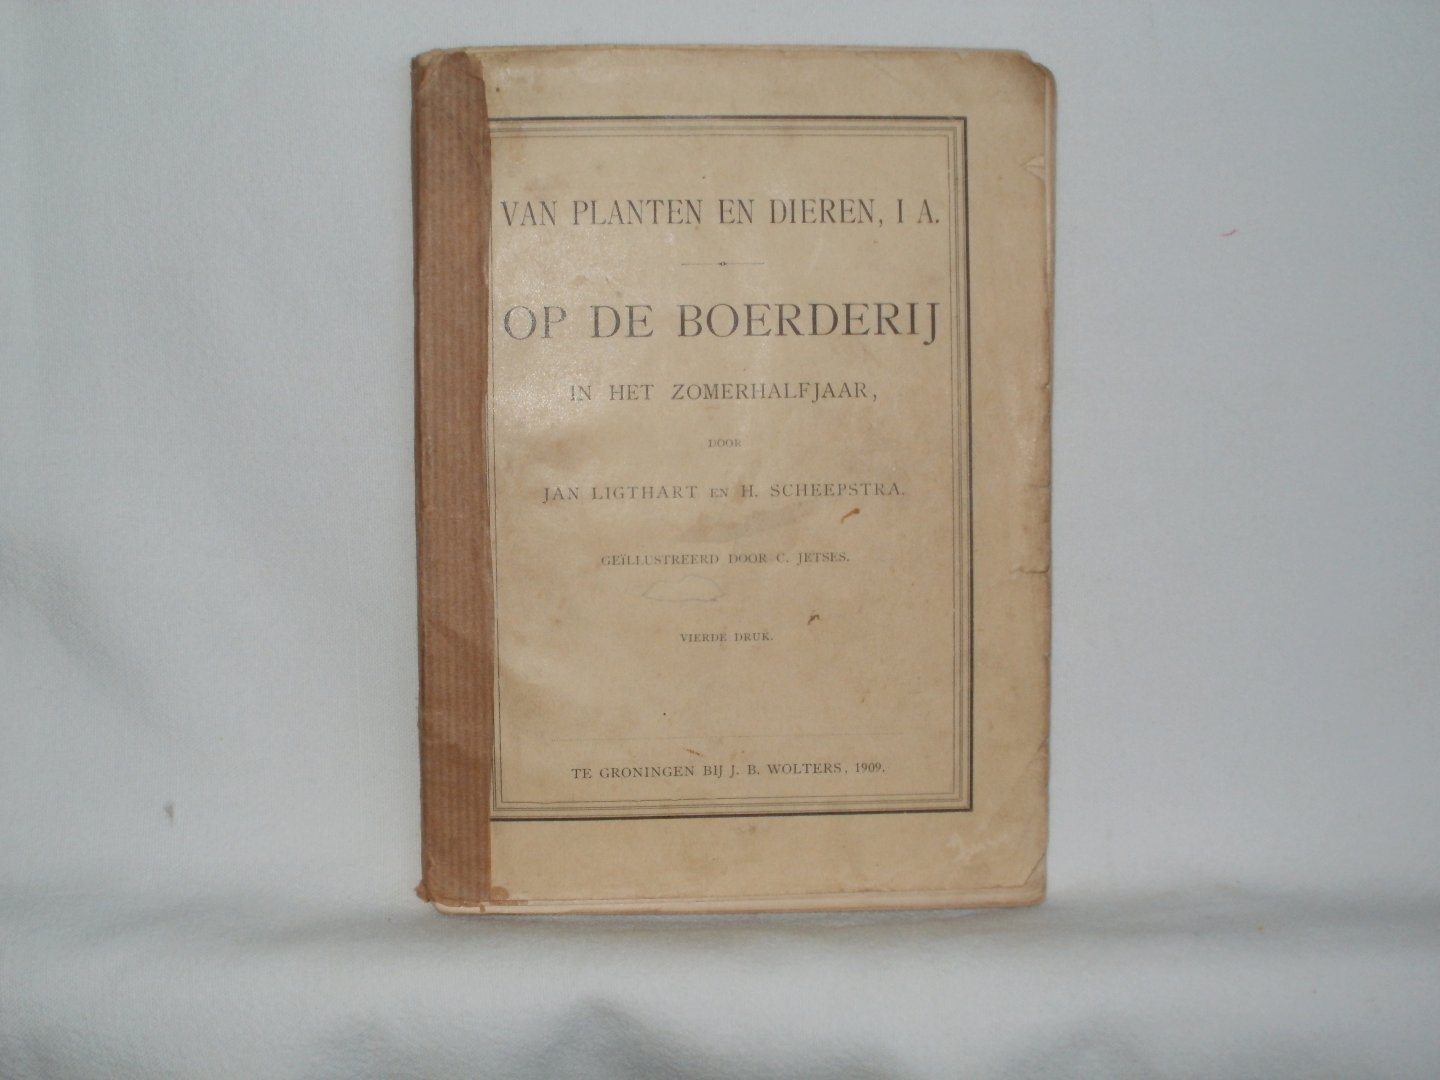 VAN PLANTEN EN DIEREN, I A.
OP DE BOERDERIJ
IN HET ZOMERHALFJAAR,
DOOR
JAN LIGTHART EN H. SCHEEPSTRA.
GEÏLLUSTREERD DOOR C. JETSES.
VIERDE DRUK.
TE GRONINGEN BIJ J. B. WOLTERS, 1909.